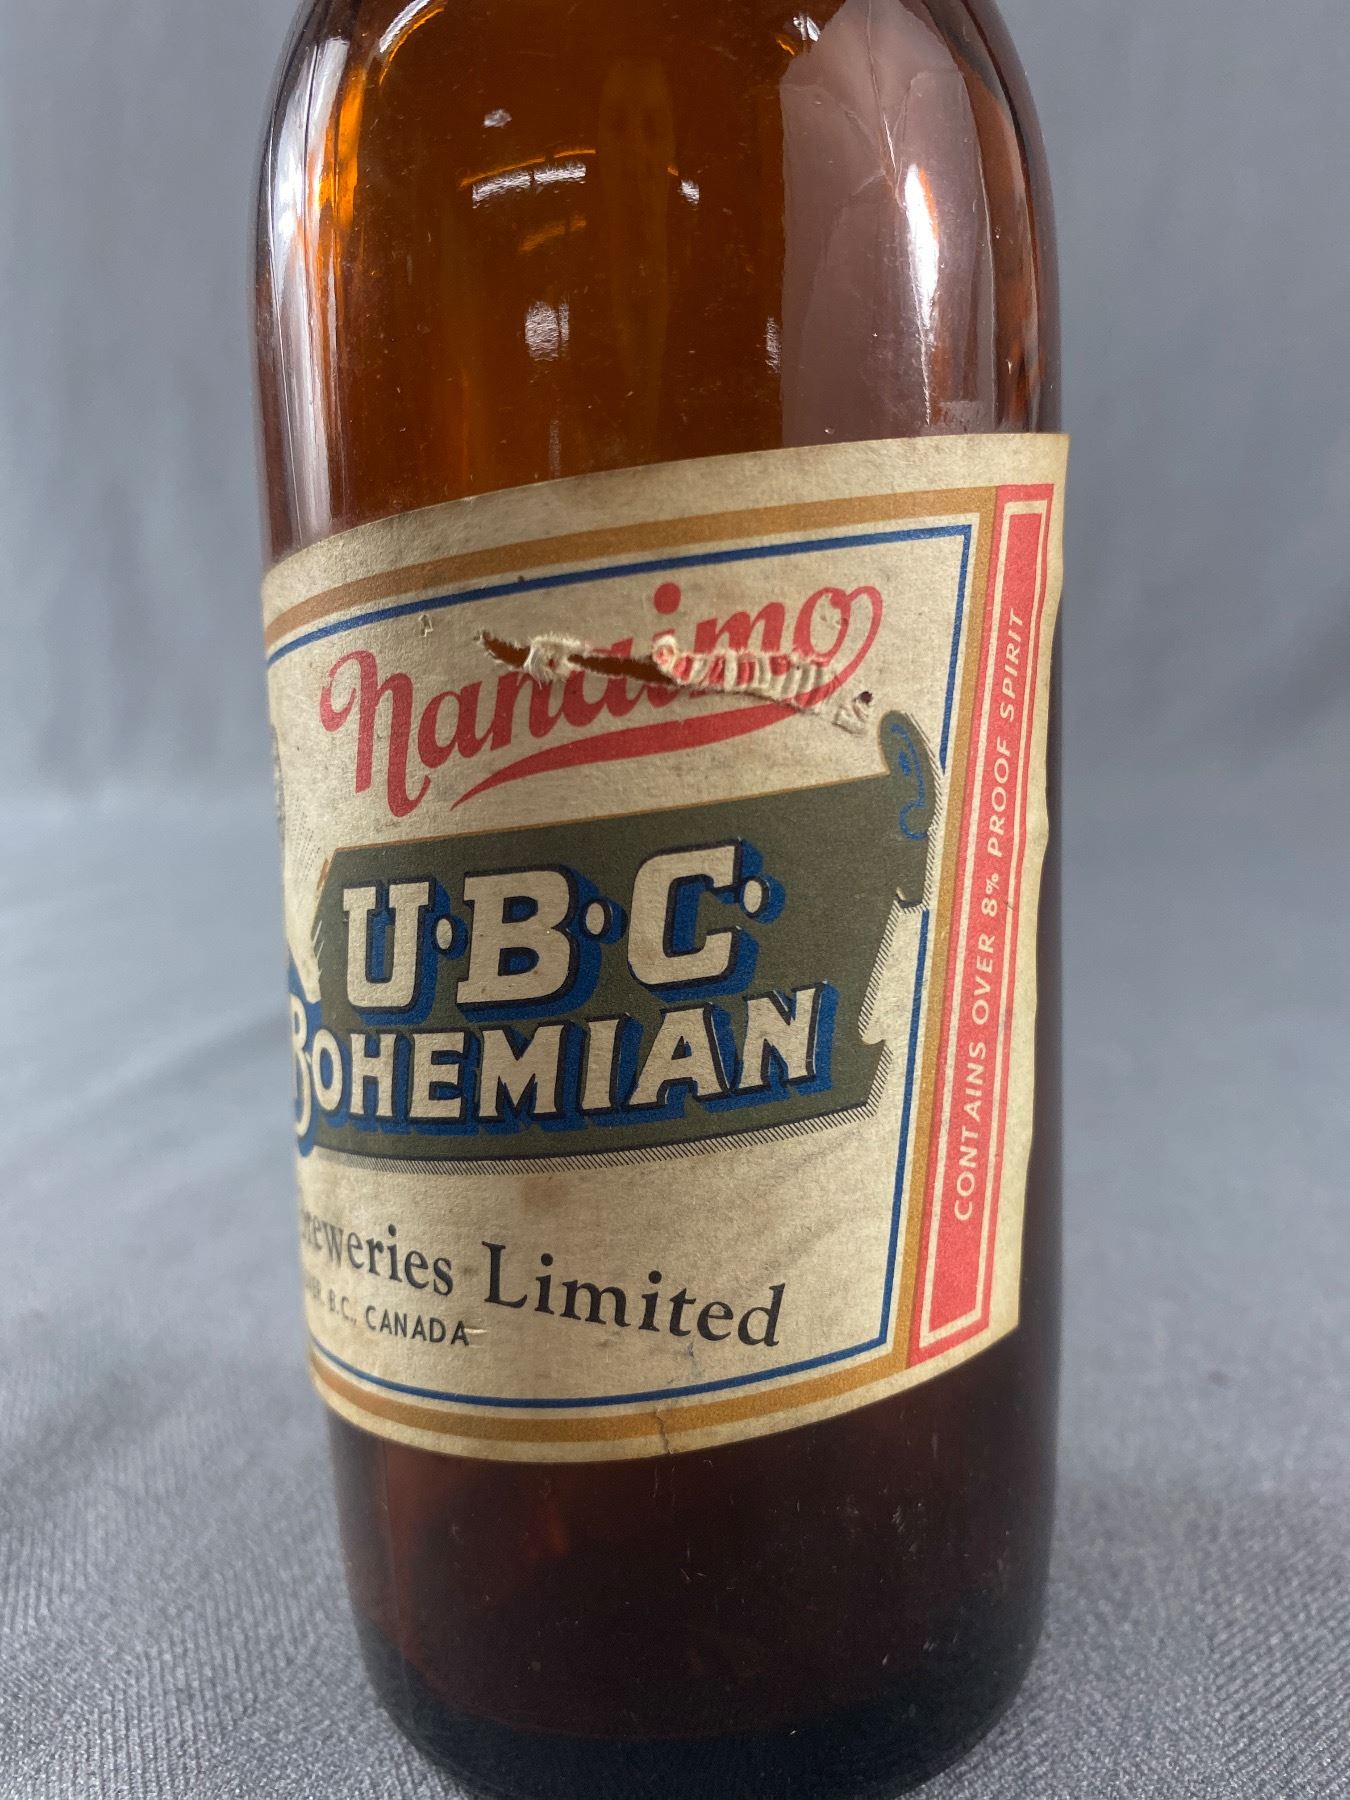 Nanaimo
U·B·C·
BOHEMIAN
Breweries Limited
B.C., CANADA
CONTAINS OVER 8% PROOF SPIRIT